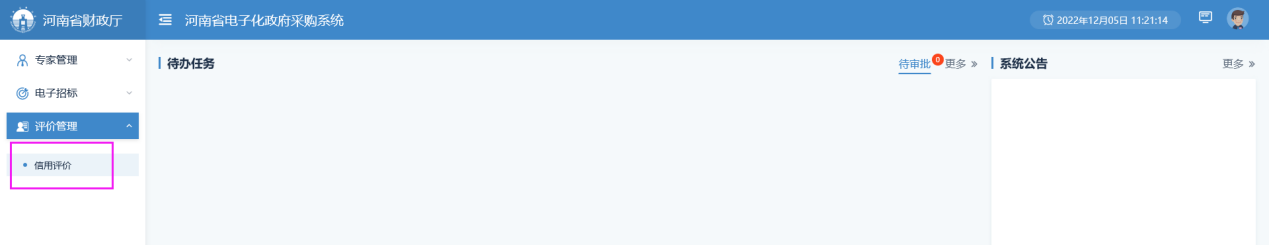 河南省财政厅
河南省电子化政府采购系统
2022年12月05日 11:21:14
专家管理
电子招标
评价管理
信用评价
待办任务
待审批 0 更多 »
系统公告
更多 »